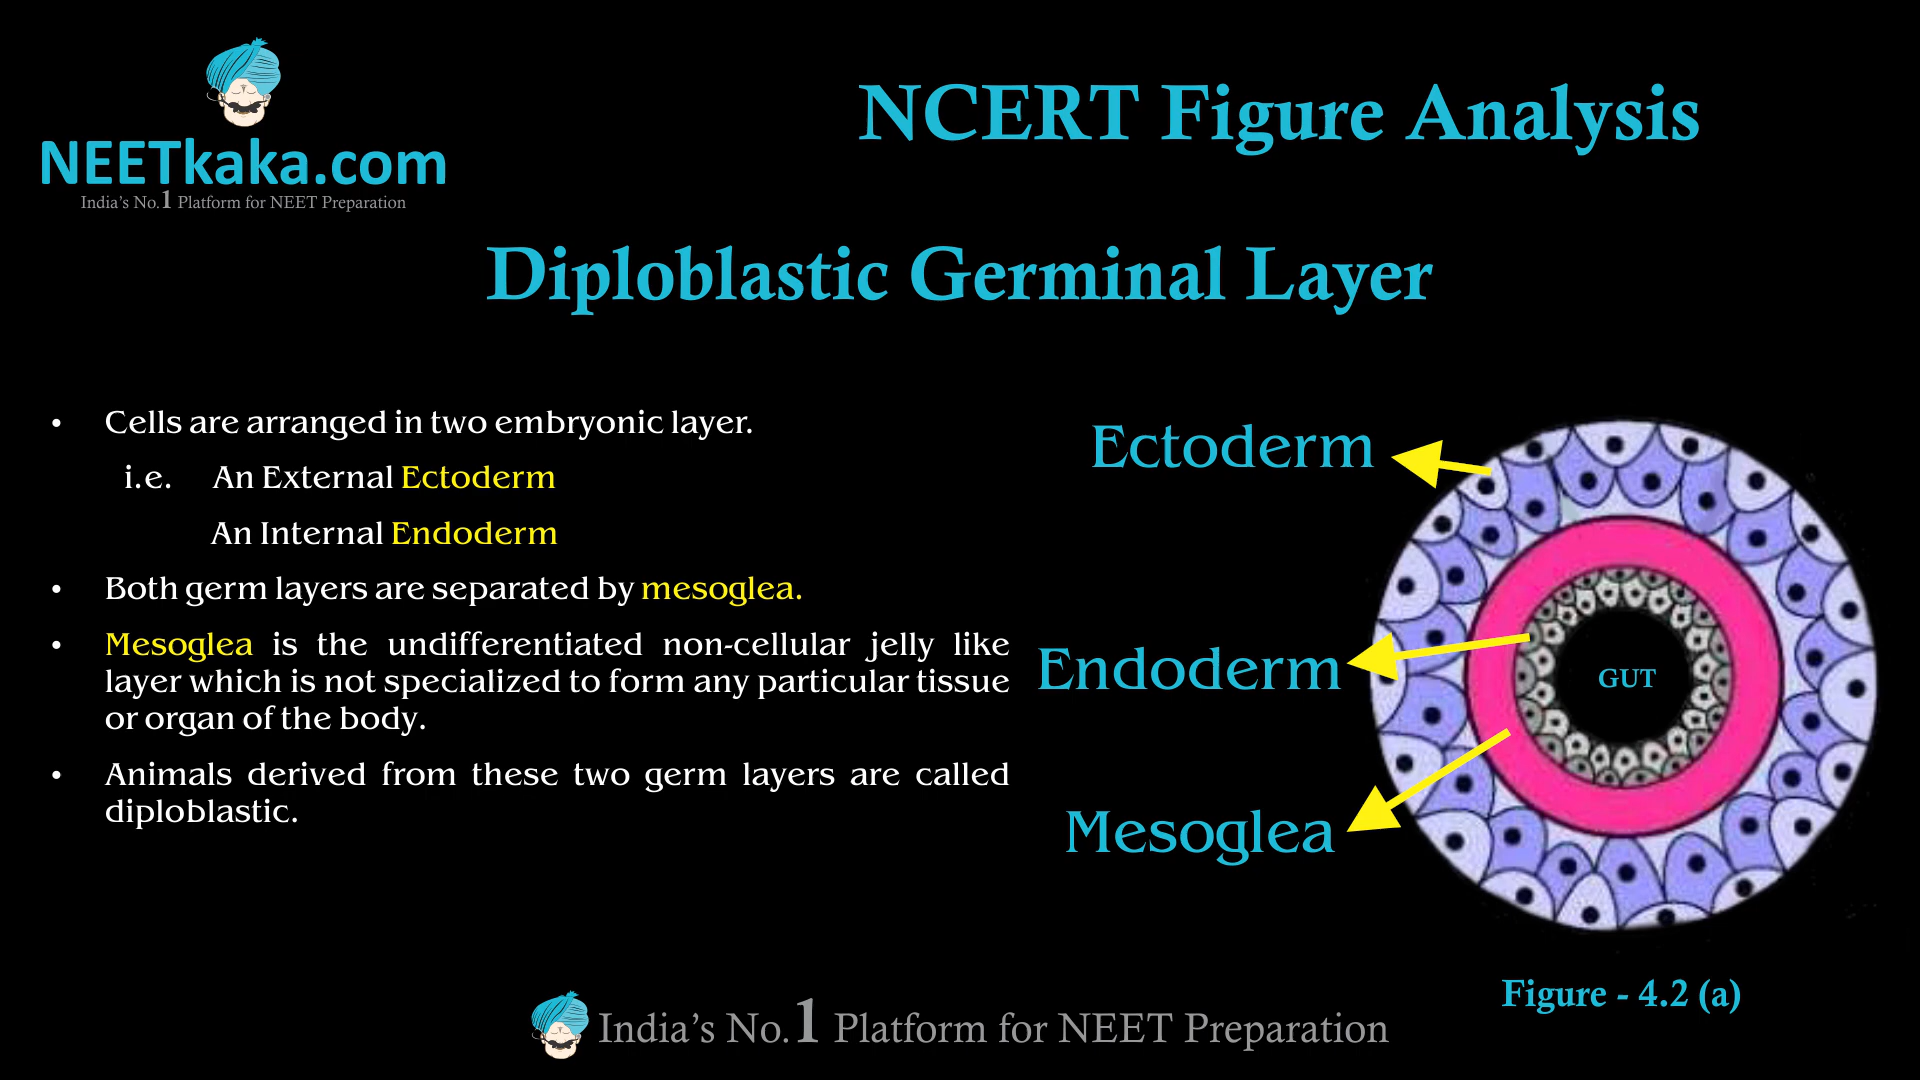 NEETkaka.com
India's No.1 Platform for NEET Preparation
NCERT Figure Analysis
Diploblastic Germinal Layer
• Cells are arranged in two embryonic layer.
i.e. An External Ectoderm
An Internal Endoderm
• Both germ layers are separated by mesoglea.
• Mesoglea is the undifferentiated non-cellular jelly like
layer which is not specialized to form any particular tissue
or organ of the body.
• Animals derived from these two germ layers are called
diploblastic.
Ectoderm
Endoderm
GUT
Mesoglea
Figure - 4.2 (a)
India's No.1 Platform for NEET Preparation